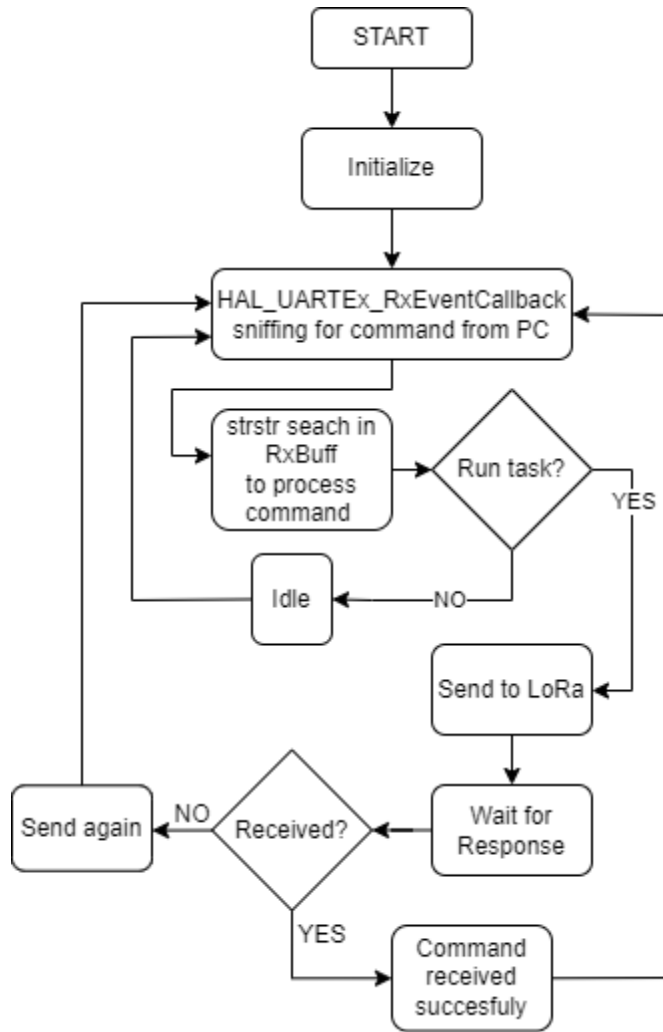 START
Initialize
HAL_UARTEx_RxEventCallback
sniffing for command from PC
strstr seach in
RxBuff
to process
command
Run task?
YES
Idle
NO
Send to LoRa
Send again
NO
Received?
Wait for
Response
YES
Command
received
succesfuly